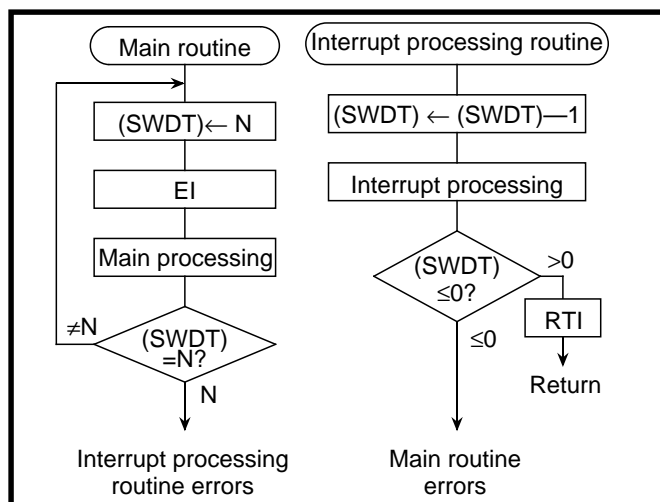 Main routine
(SWDT)← N
EI
Main processing
≠N
(SWDT)
=N?
N
Interrupt processing
routine errors
Interrupt processing routine
(SWDT) ← (SWDT)—1
Interrupt processing
(SWDT)
≤0?
>0
RTI
Return
≤0
Main routine
errors